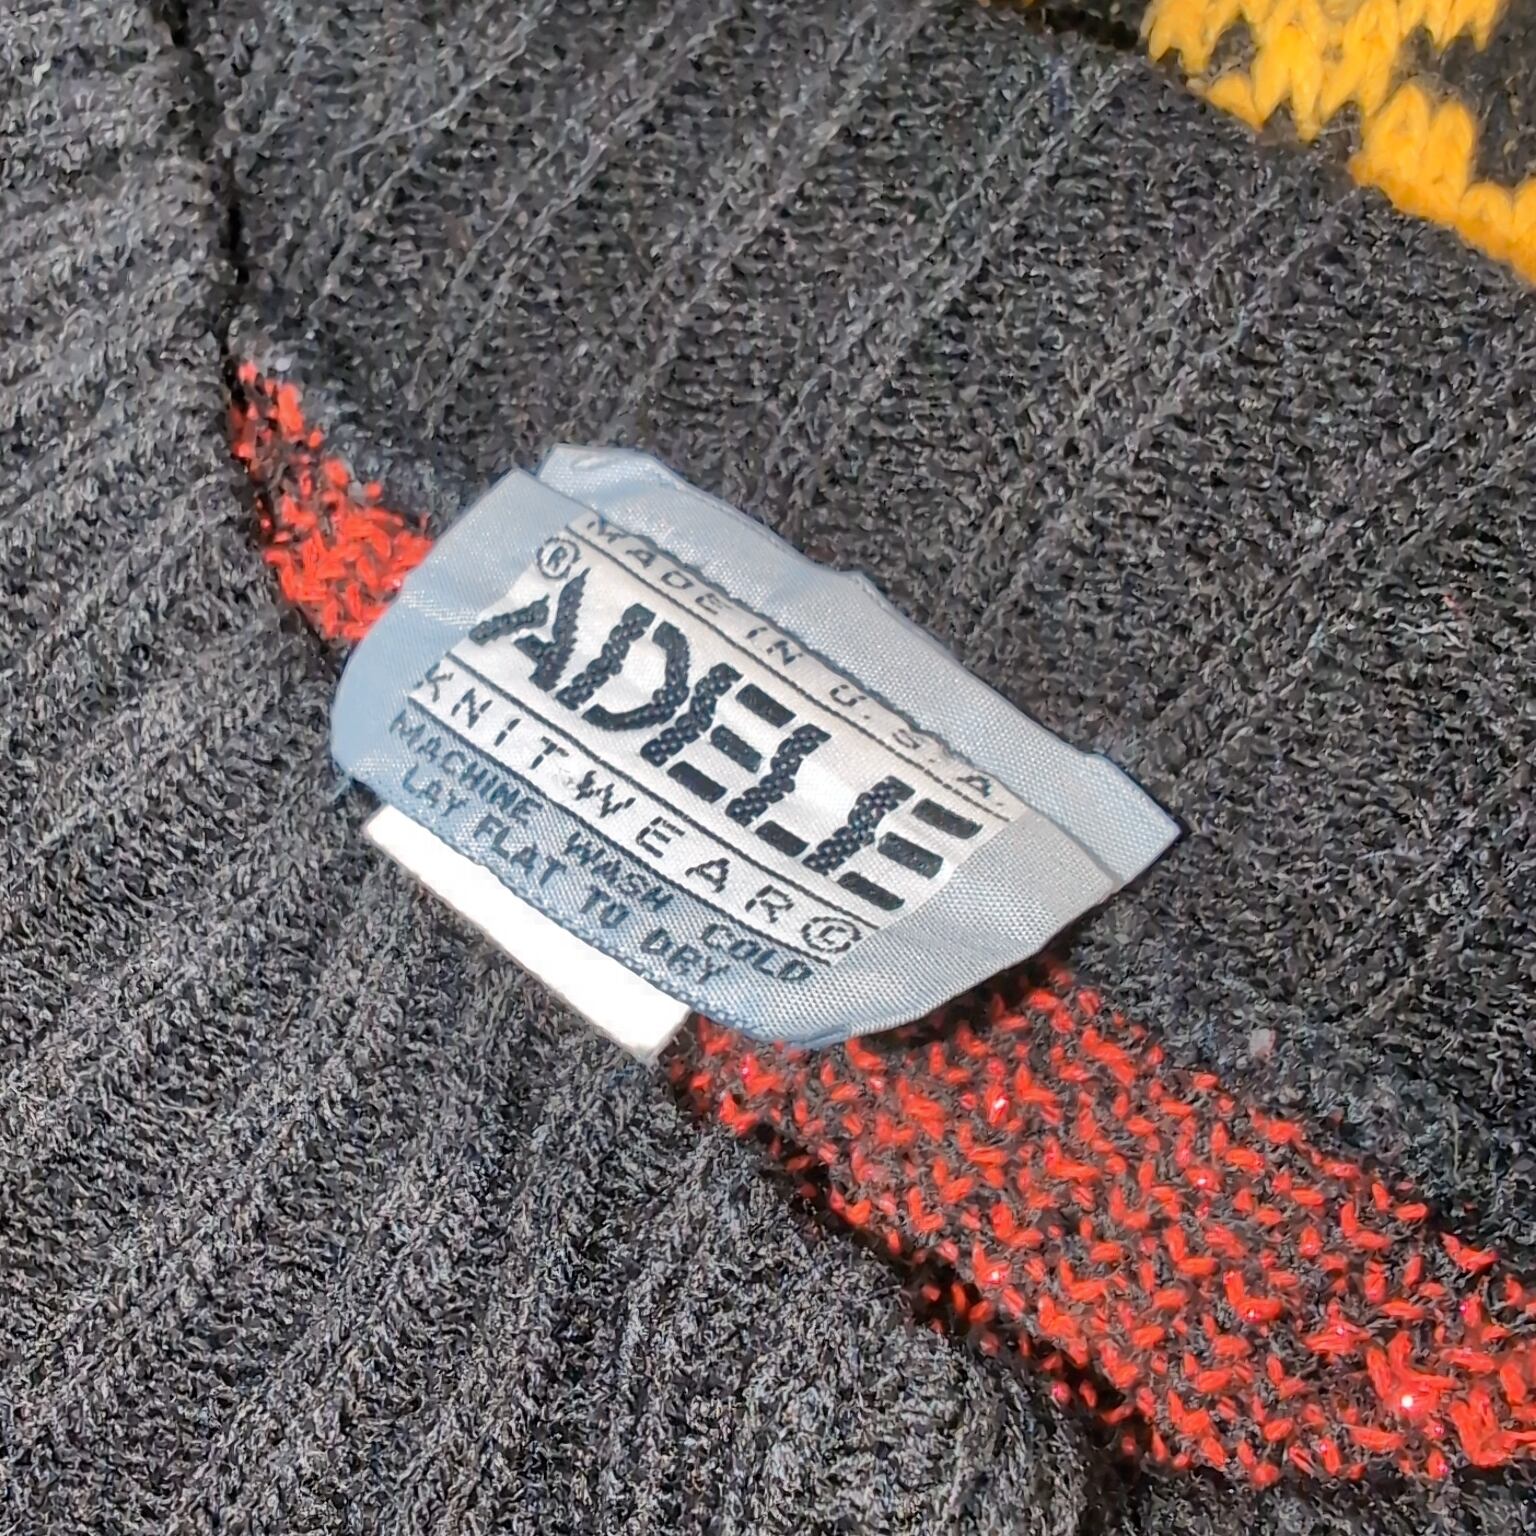 MADE IN U.S.A.
® ADELE
KNITWEAR ©
MACHINE WASH COLD
LAY FLAT TO DRY